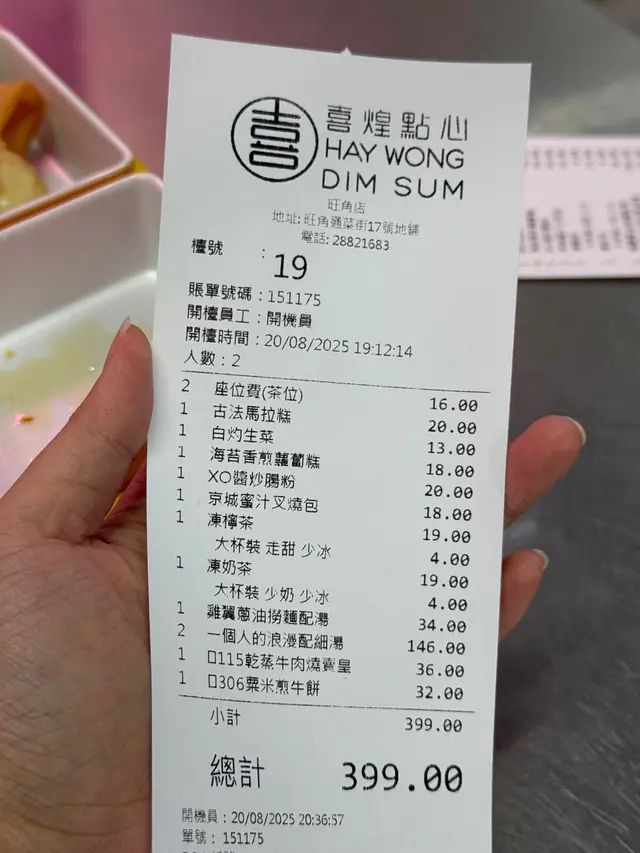 喜 喜煌點心
HAY WONG
DIM SUM
旺角店
地址: 旺角通菜街17號地鋪
電話: 28821683
檯號 : 19
賬單號碼 : 151175
開檯員工 : 開機員
開檯時間 : 20/08/2025 19:12:14
人數 : 2
2 座位費(茶位) 16.00
1 古法馬拉糕 20.00
1 白灼生菜 13.00
1 海苔香煎蘿蔔糕 18.00
1 XO醬炒腸粉 20.00
1 京城蜜汁叉燒包 18.00
1 凍檸茶 19.00
大杯裝 走甜 少冰 4.00
1 凍奶茶 19.00
大杯裝 少奶 少冰 4.00
1 雞翼蔥油撈麵配湯 34.00
2 一個人的浪漫配細湯 146.00
1 □115乾蒸牛肉燒賣皇 36.00
1 □306粟米煎牛餅 32.00
小計 399.00
總計 399.00
開機員 : 20/08/2025 20:36:57
單號 : 151175